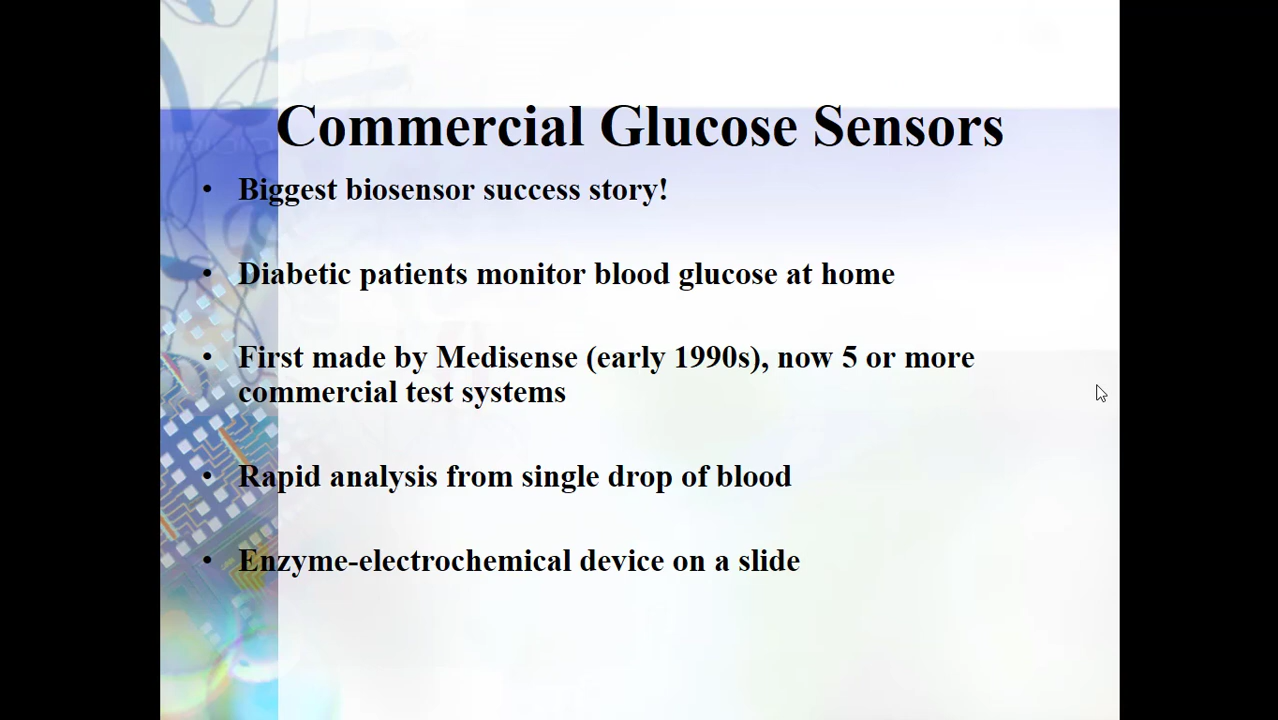 Commercial Glucose Sensors
• Biggest biosensor success story!
• Diabetic patients monitor blood glucose at home
• First made by Medisense (early 1990s), now 5 or more
commercial test systems
• Rapid analysis from single drop of blood
• Enzyme-electrochemical device on a slide